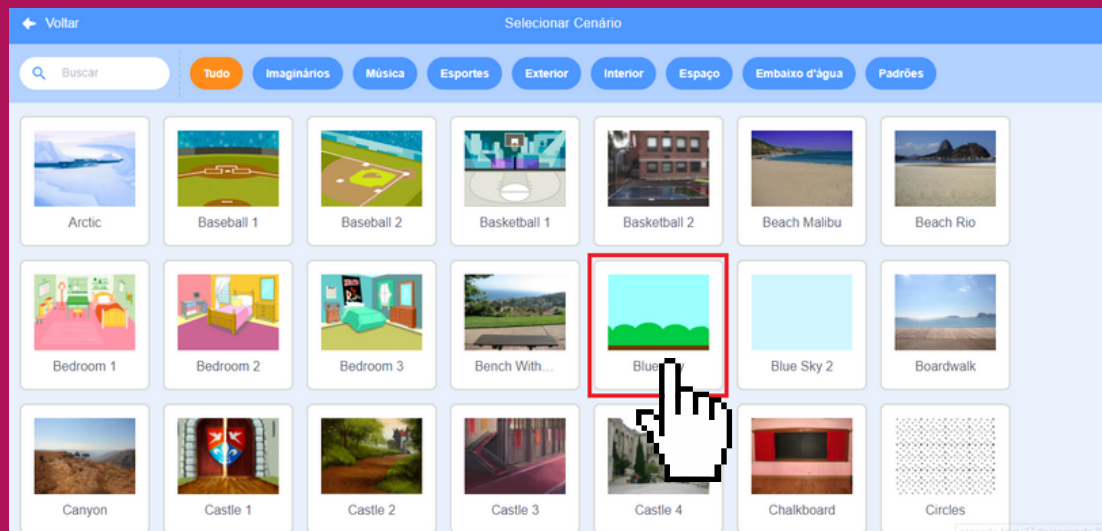 Voltar
Selecionar Cenário
Buscar
Tudo
Imaginários
Música
Esportes
Exterior
Interior
Espaço
Embaixo d'água
Padrões
Arctic
Baseball 1
Baseball 2
Basketball 1
Basketball 2
Beach Malibu
Beach Rio
Bedroom 1
Bedroom 2
Bedroom 3
Bench With...
Blue
Blue Sky 2
Boardwalk
Canyon
Castle 1
Castle 2
Castle 3
Castle 4
Chalkboard
Circles